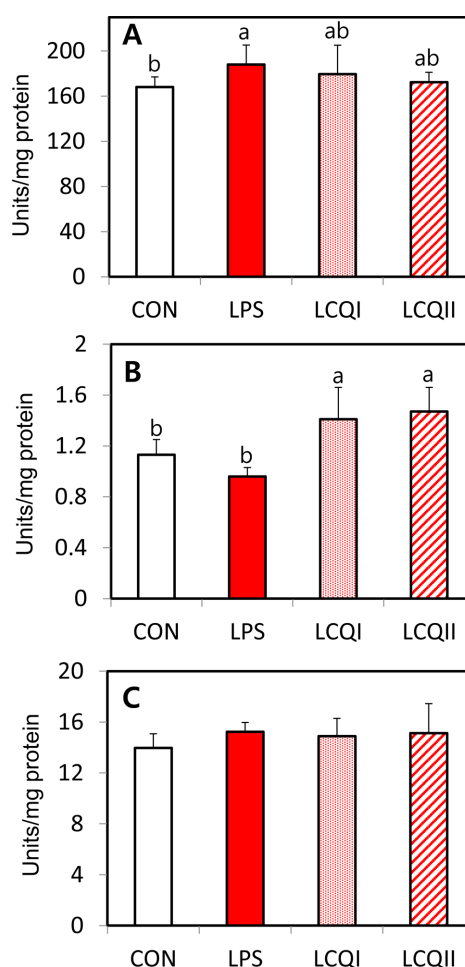 A
Units/mg protein
200
160
120
80
40
0
b
a
ab
ab
CON LPS LCQI LCQII
B
Units/mg protein
2
1.6
1.2
0.8
0.4
0
b
b
a
a
CON LPS LCQI LCQII
C
Units/mg protein
20
16
12
8
4
0
CON LPS LCQI LCQII